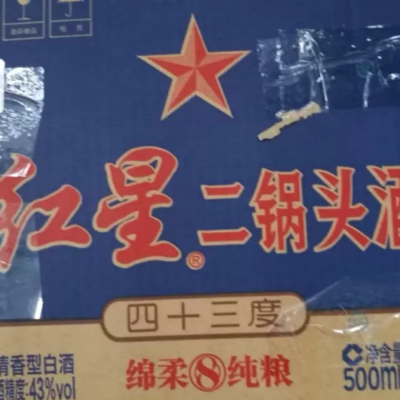 红星®二锅头酒
四十三度
绵柔8纯粮
清香型白酒
酒精度:43%vol
净含量
500ml